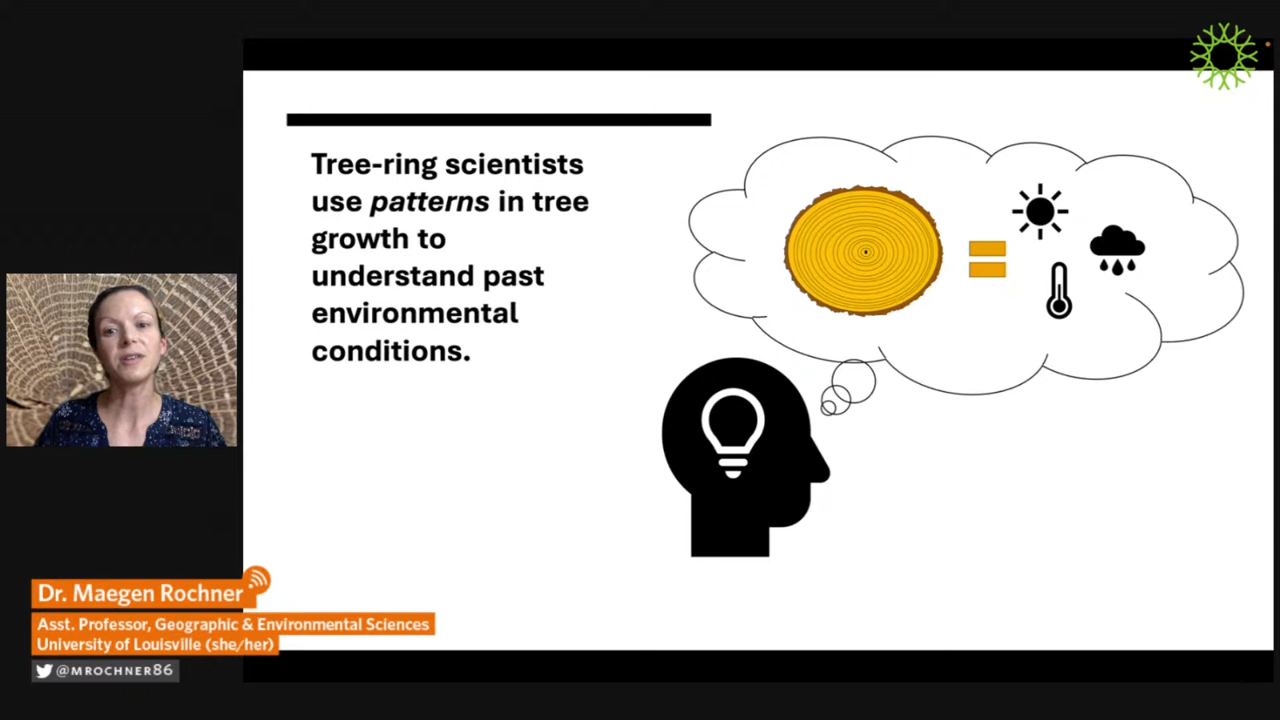 Tree-ring scientists
use patterns in tree
growth to
understand past
environmental
conditions.
Dr. Maegen Rochner
Asst. Professor, Geographic & Environmental Sciences
University of Louisville (she/her)
@MROCHNER86